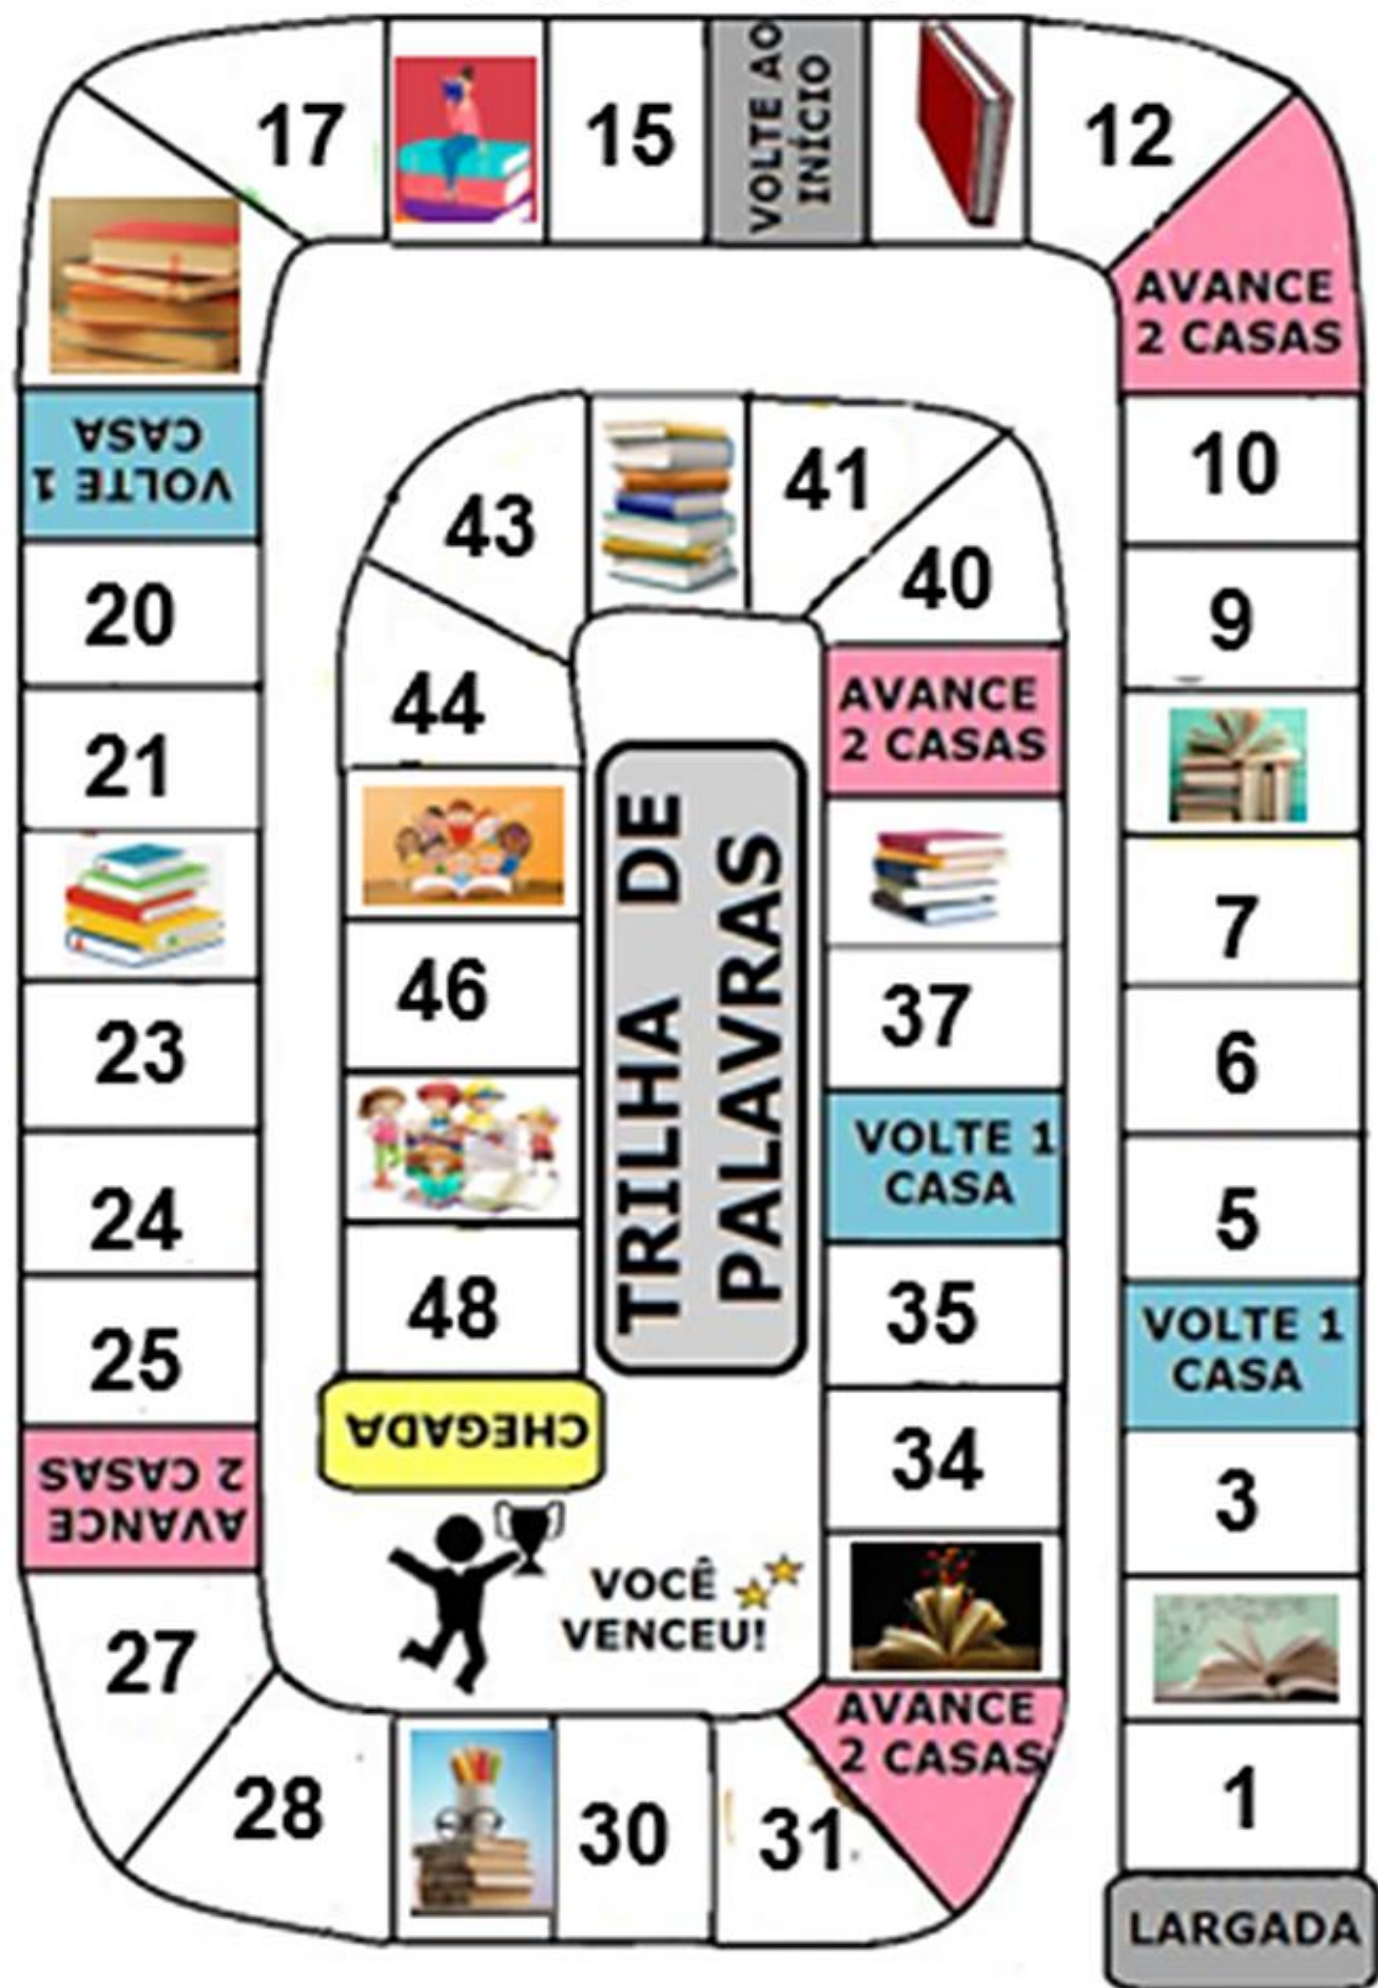 LARGADA
1
3
VOLTE 1
CASA
5
6
7
9
10
AVANCE
2 CASAS
12
VOLTE AO
INÍCIO
15
17
VOLTE 1
CASA
20
21
23
24
25
AVANCE
2 CASAS
27
28
30
31
AVANCE
2 CASAS
34
35
VOLTE 1
CASA
37
AVANCE
2 CASAS
40
41
43
44
46
48
CHEGADA
VOCÊ
VENCEU!
TRILHA DE
PALAVRAS